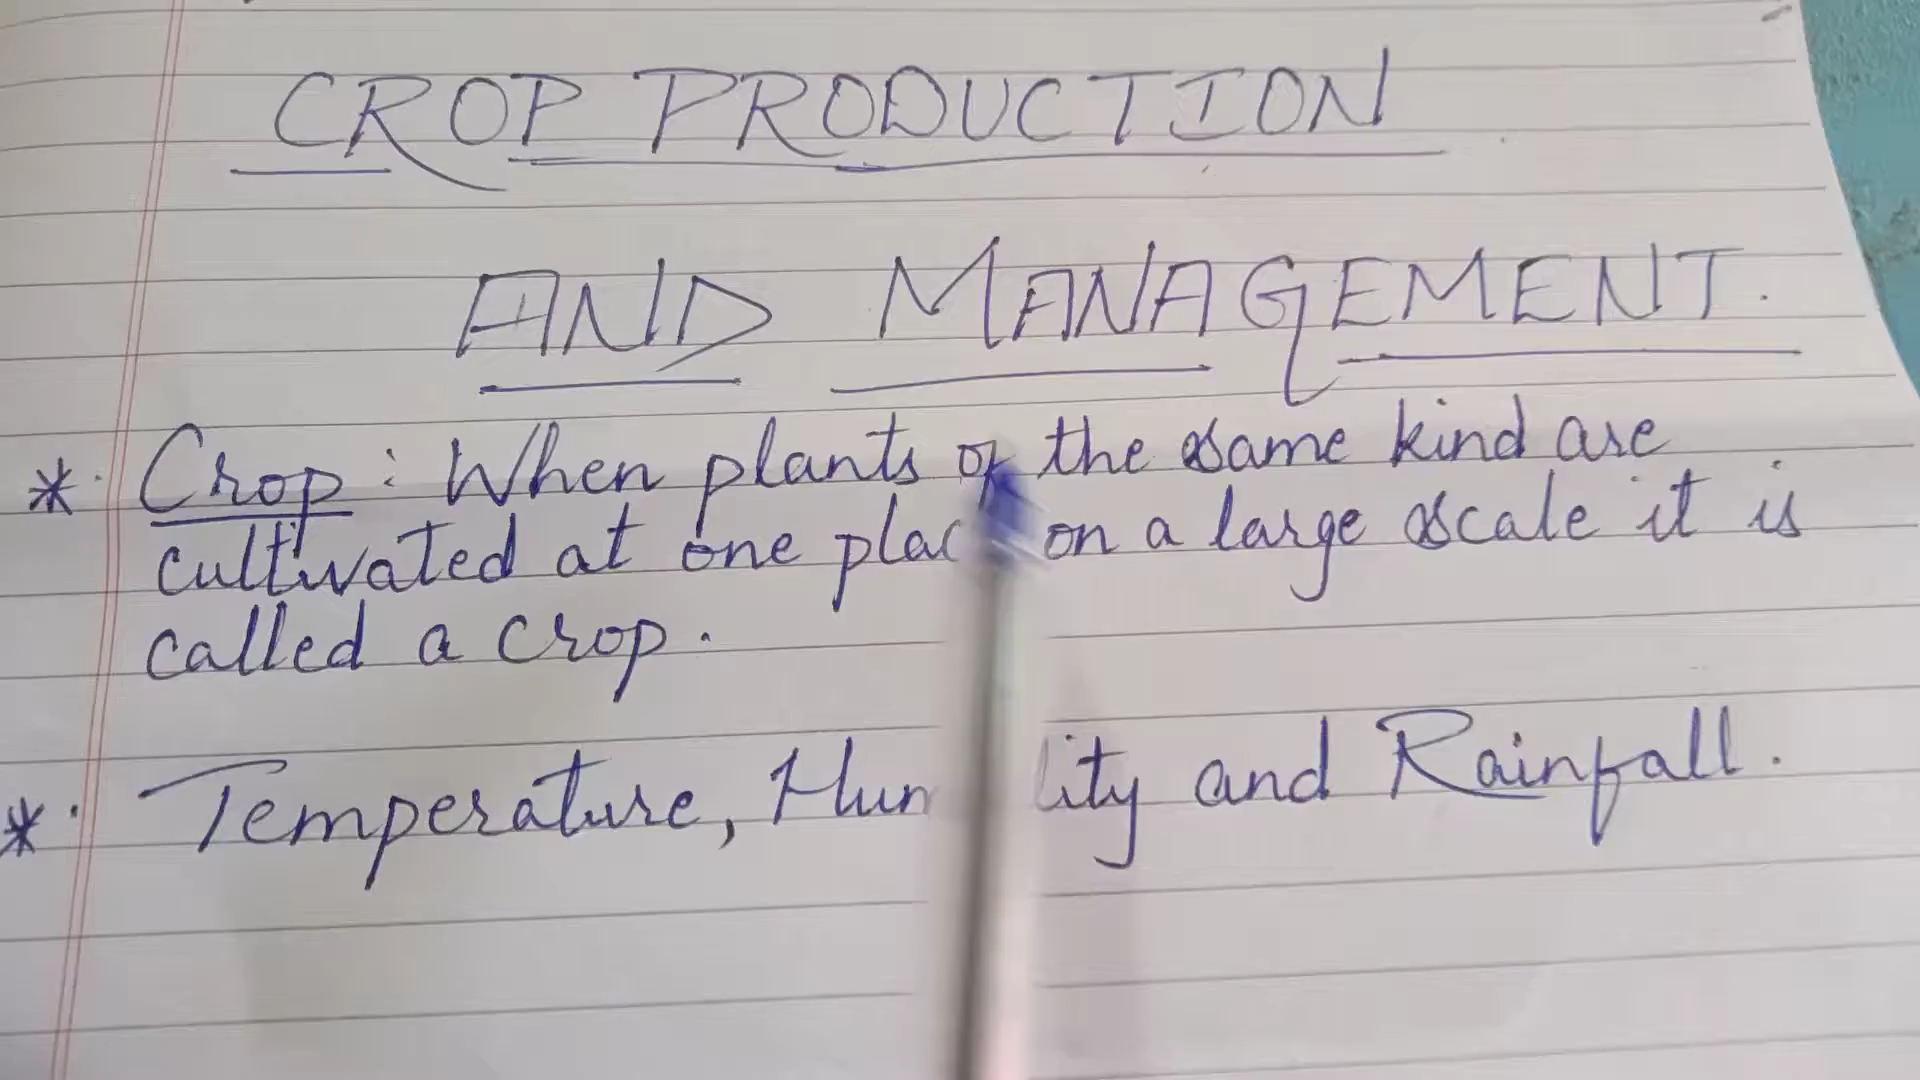 CROP PRODUCTION
AND MANAGEMENT.
* Crop: When plants of the same kind are
cultivated at one on a large scale it is
called a crop.
* Temperature, and Rainfall.